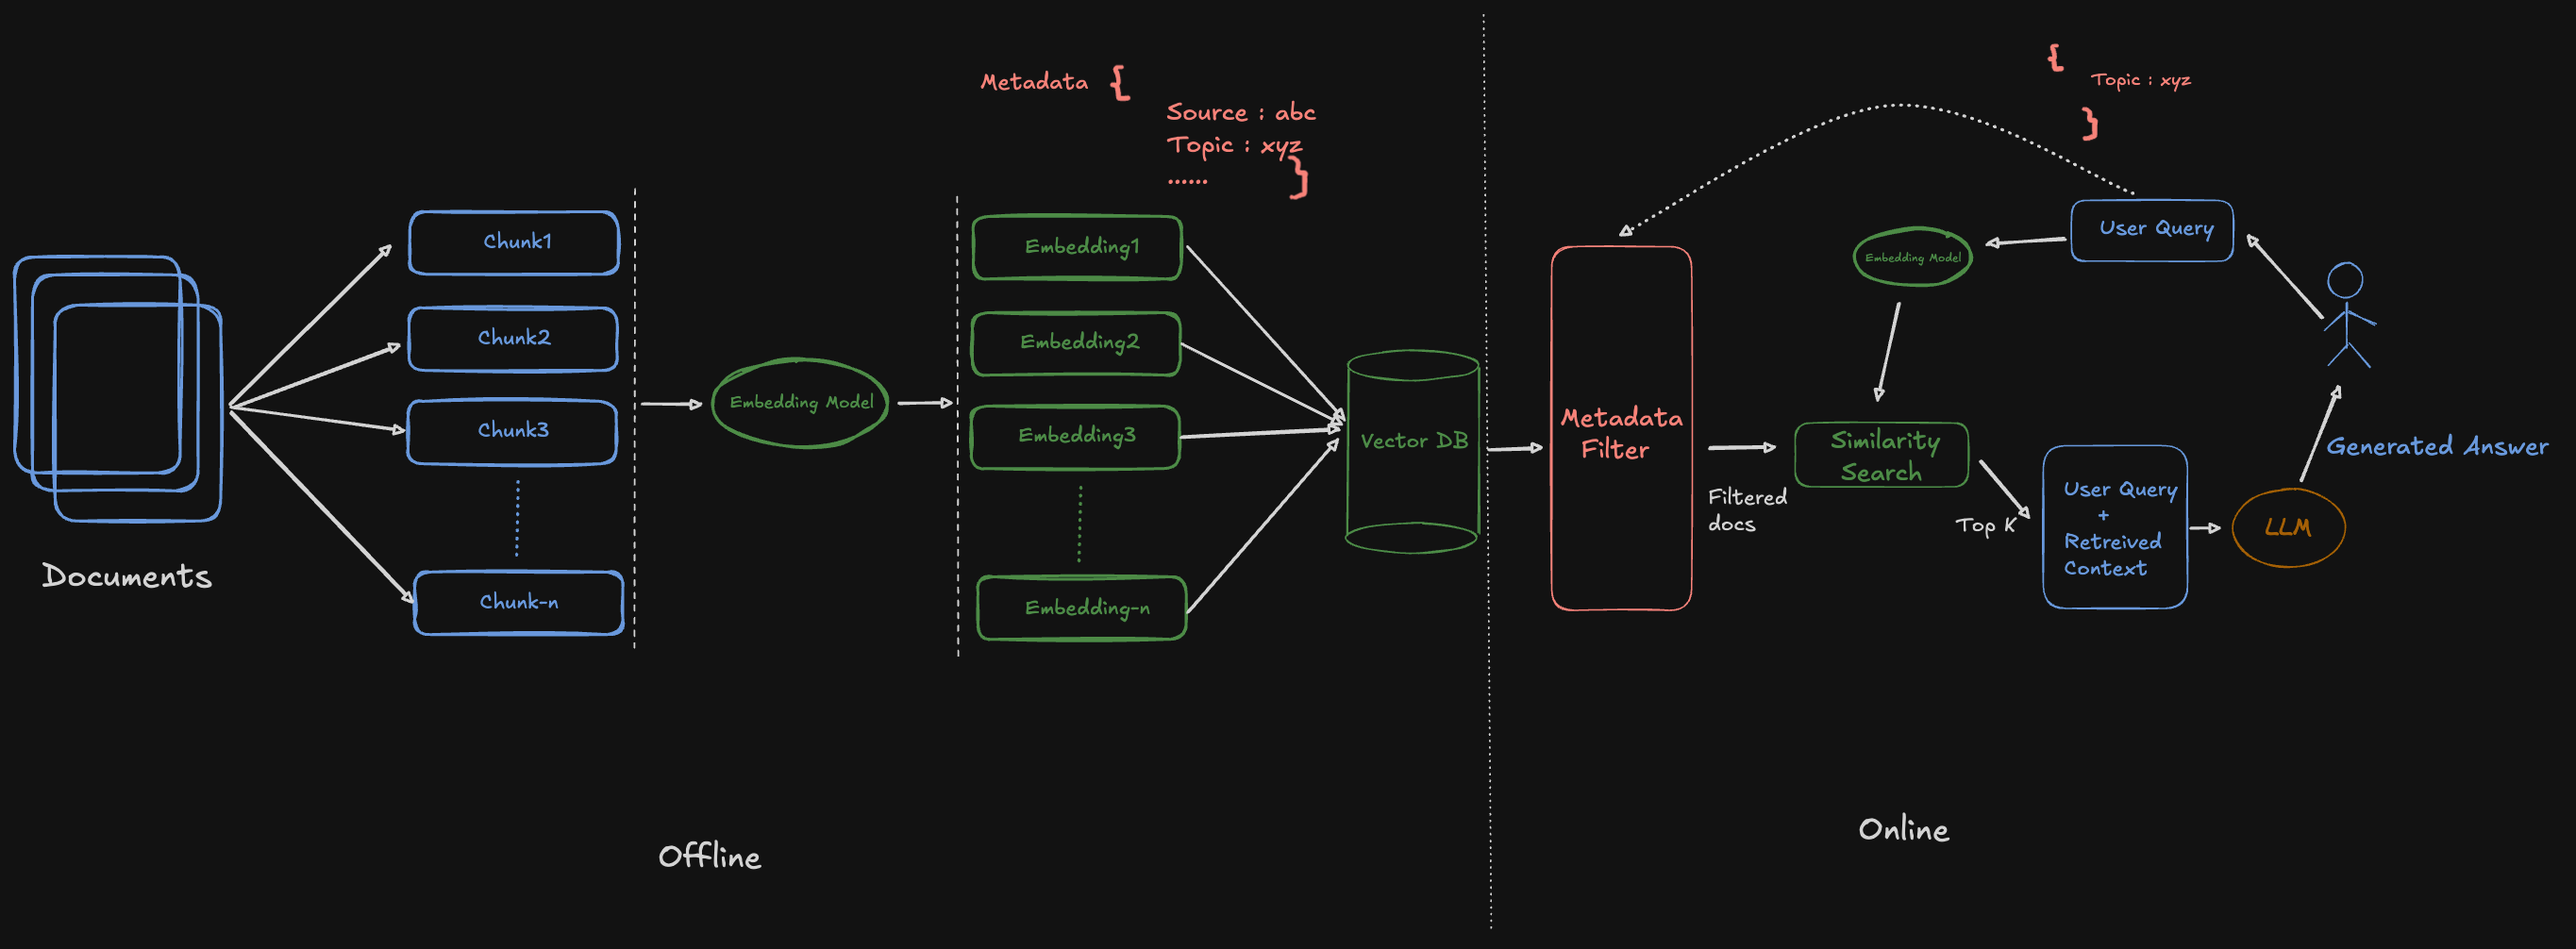 Documents
Chunk1
Chunk2
Chunk3
Chunk-n
Embedding Model
Metadata {
Source : abc
Topic : xyz
......
}
Embedding1
Embedding2
Embedding3
Embedding-n
Vector DB
Offline
{
Topic : xyz
}
User Query
Embedding Model
Metadata
Filter
Filtered
docs
Similarity
Search
Top K
User Query
+
Retreived
Context
LLM
Generated Answer
Online